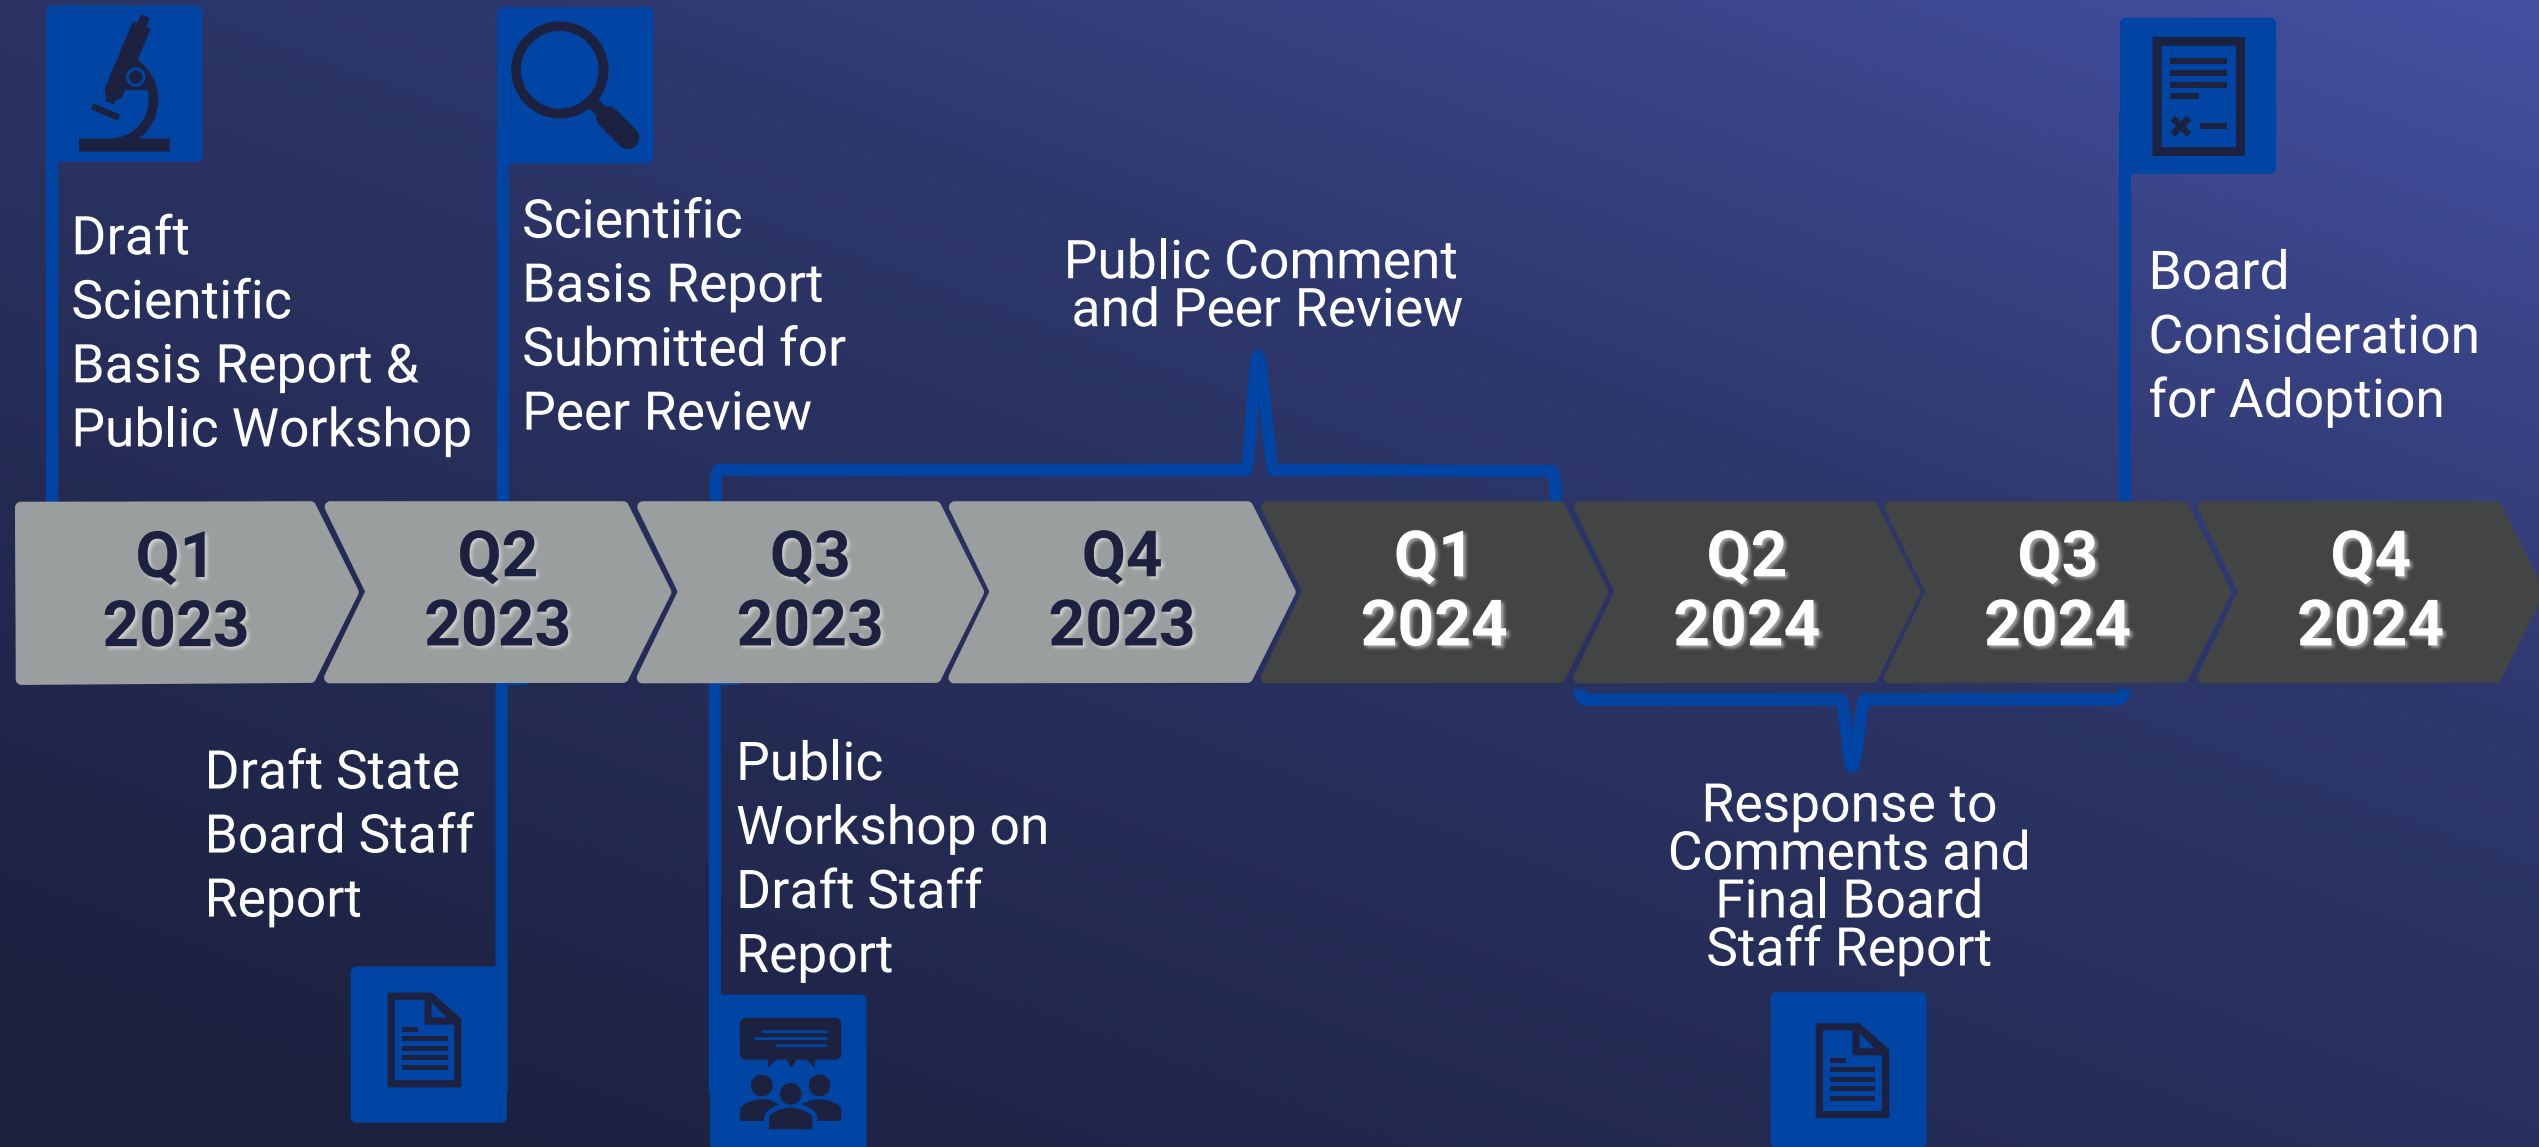 Draft
Scientific
Basis Report &
Public Workshop
Scientific
Basis Report
Submitted for
Peer Review
Public Comment
and Peer Review
Board
Consideration
for Adoption
Q1
2023
Q2
2023
Q3
2023
Q4
2023
Q1
2024
Q2
2024
Q3
2024
Q4
2024
Draft State
Board Staff
Report
Public
Workshop on
Draft Staff
Report
Response to
Comments and
Final Board
Staff Report